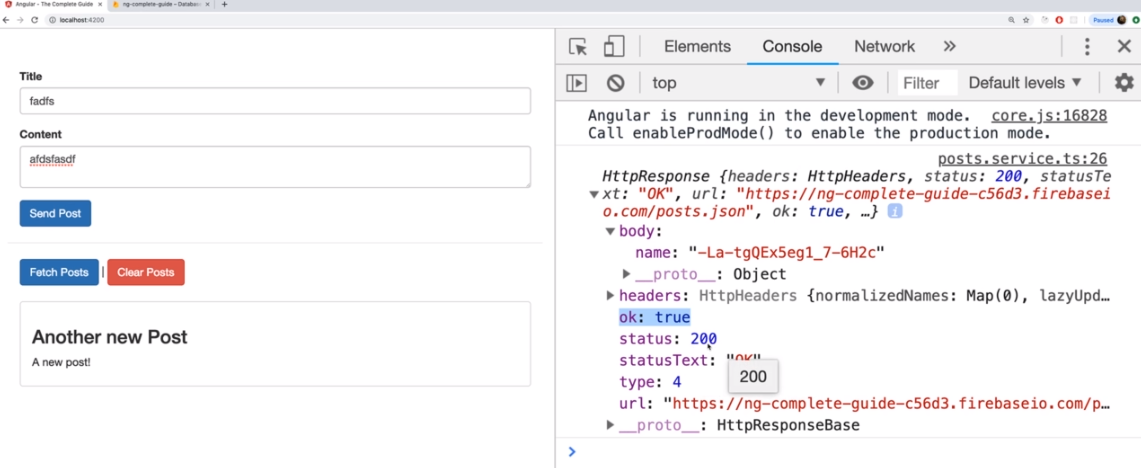 Angular - The Complete Guide
ng-complete-guide – Databas
localhost:4200
Paused
Title
fadfs
Content
afdsfasdf
Send Post
Fetch Posts | Clear Posts
Another new Post
A new post!
Elements Console Network »
top Filter Default levels ▼
Angular is running in the development mode. core.js:16828
Call enableProdMode() to enable the production mode.
posts.service.ts:26
HttpResponse {headers: HttpHeaders, status: 200, statusTe
xt: "OK", url: "https://ng-complete-guide-c56d3.firebasei
o.com/posts.json", ok: true, …}
body:
name: "-La-tgQEx5eg1_7-6H2c"
__proto__: Object
headers: HttpHeaders {normalizedNames: Map(0), lazyUpd…
ok: true
status: 200
statusText: "OK"
200
type: 4
url: "https://ng-complete-guide-c56d3.firebaseio.com/p…
__proto__: HttpResponseBase